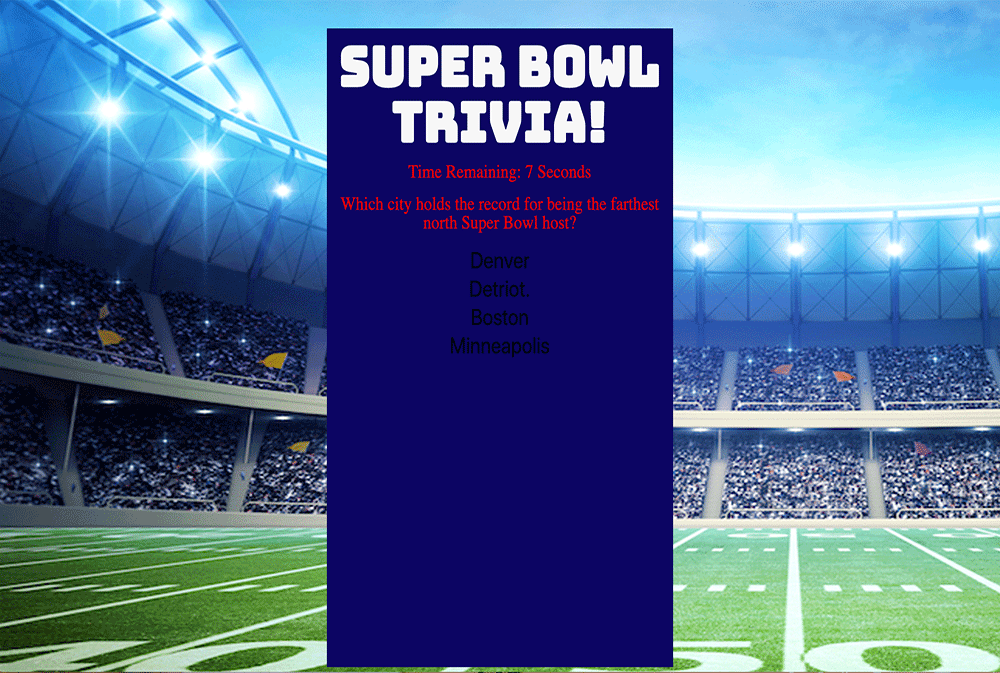 SUPER BOWL
TRIVIA!
Time Remaining: 7 Seconds
Which city holds the record for being the farthest
north Super Bowl host?
Denver
Detriot.
Boston
Minneapolis